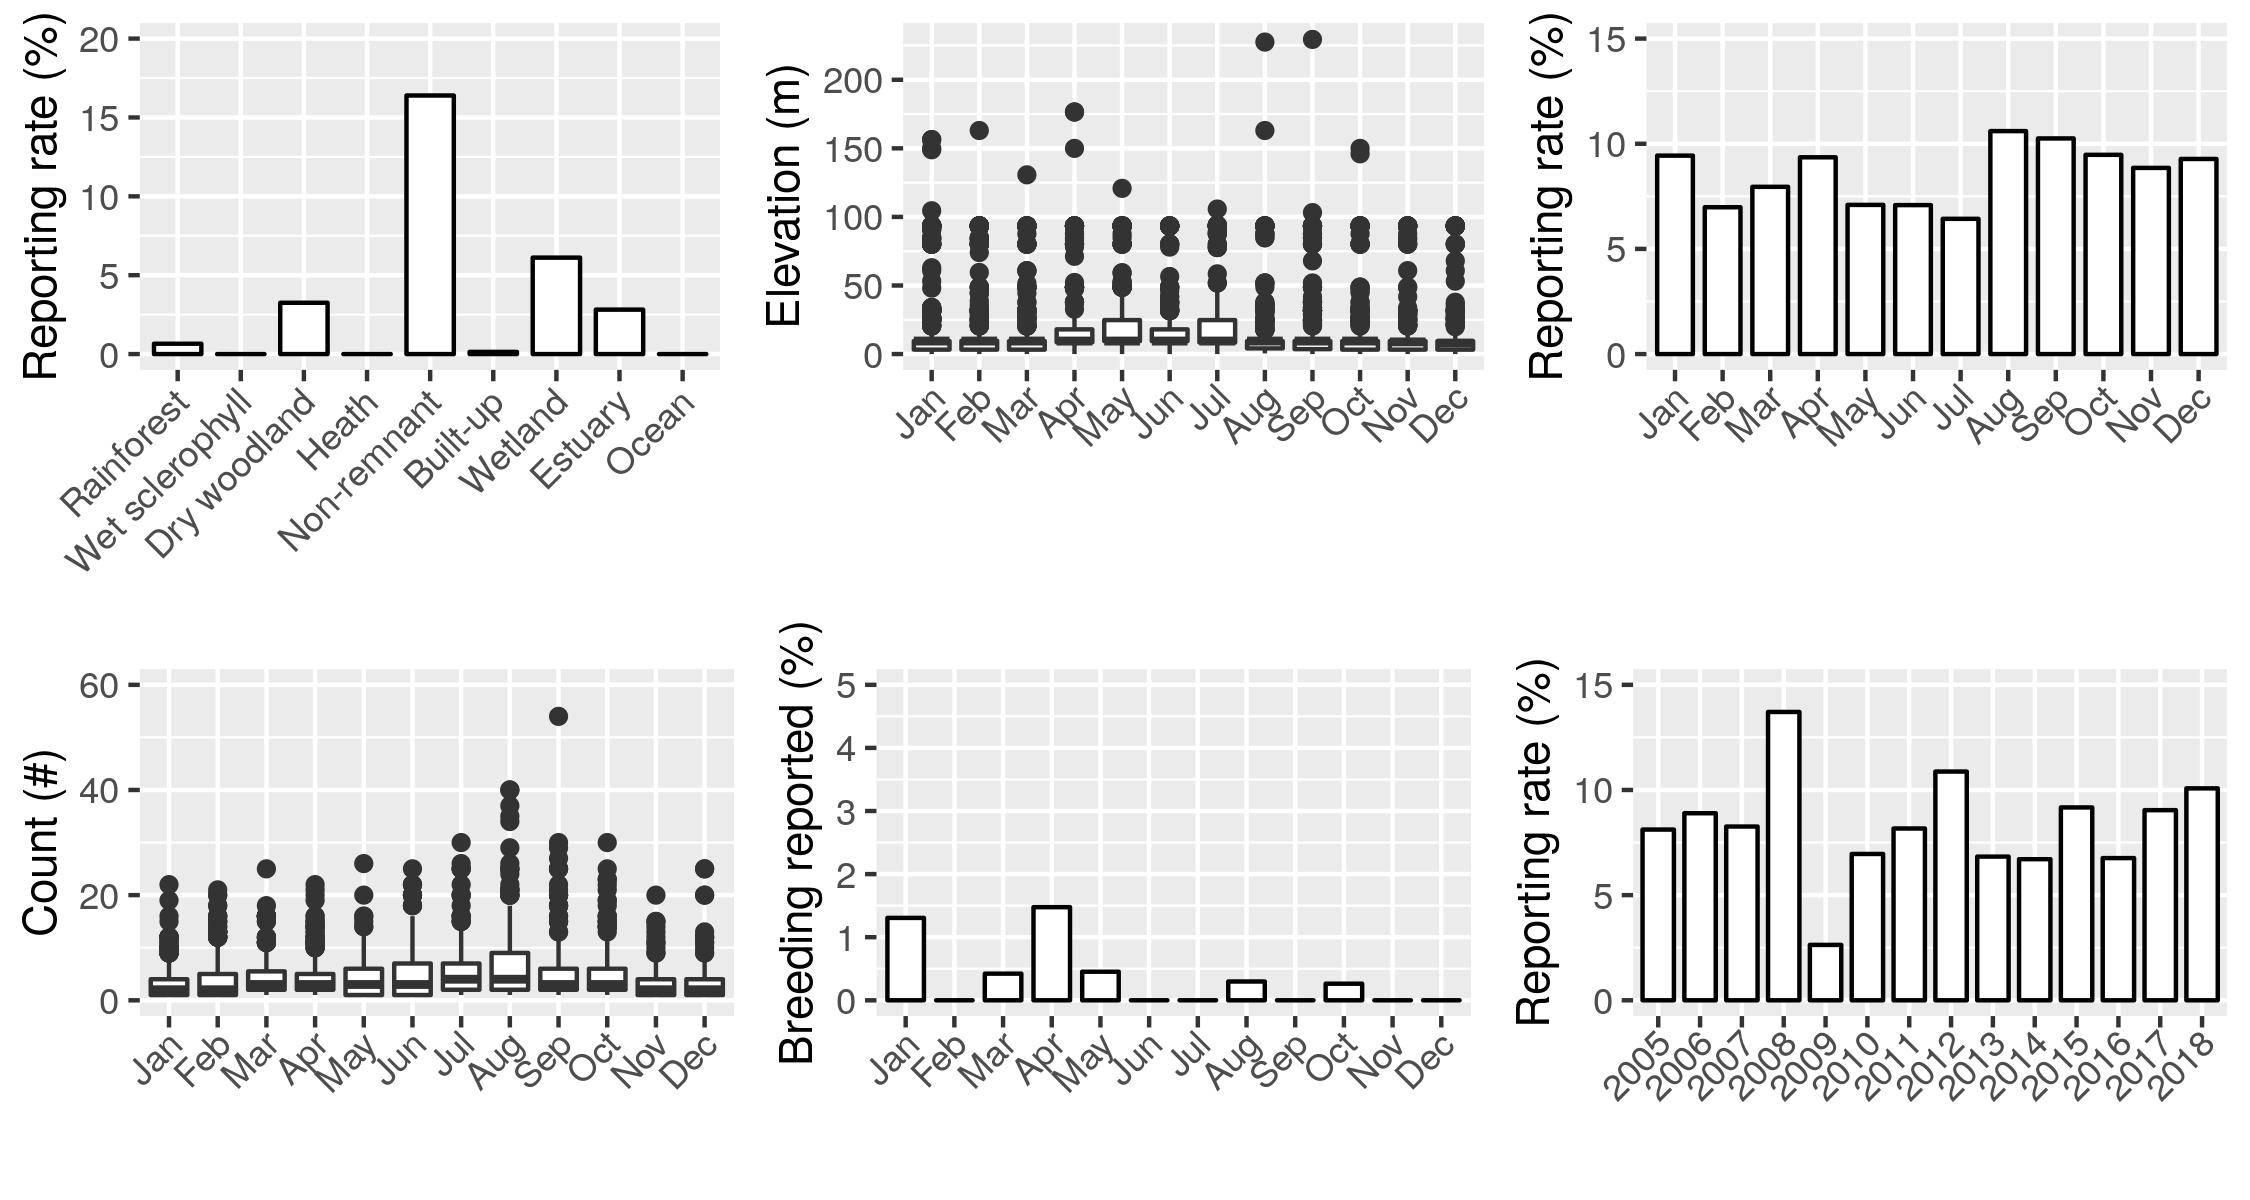 Reporting rate (%)
20
15
10
5
0
Rainforest
Wet sclerophyll
Dry woodland
Heath
Non-remnant
Built-up
Wetland
Estuary
Ocean
Elevation (m)
200
150
100
50
0
Jan
Feb
Mar
Apr
May
Jun
Jul
Aug
Sep
Oct
Nov
Dec
Reporting rate (%)
15
10
5
0
Jan
Feb
Mar
Apr
May
Jun
Jul
Aug
Sep
Oct
Nov
Dec
Count (#)
60
40
20
0
Jan
Feb
Mar
Apr
May
Jun
Jul
Aug
Sep
Oct
Nov
Dec
Breeding reported (%)
5
4
3
2
1
0
Jan
Feb
Mar
Apr
May
Jun
Jul
Aug
Sep
Oct
Nov
Dec
Reporting rate (%)
15
10
5
0
2005
2006
2007
2008
2009
2010
2011
2012
2013
2014
2015
2016
2017
2018